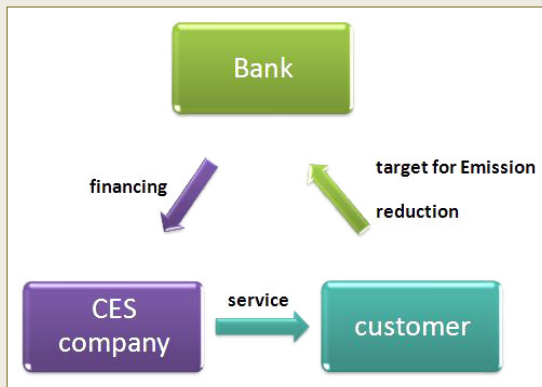 Bank
financing
target for Emission
reduction
CES
company
service
customer